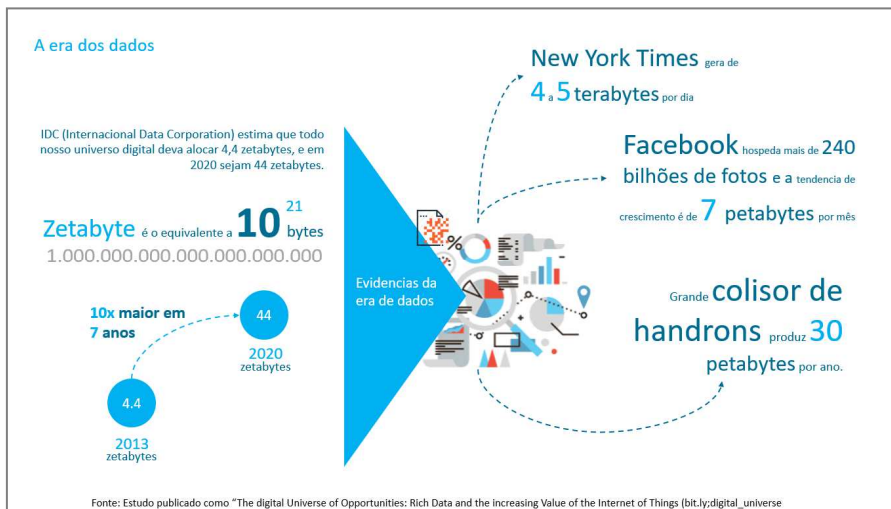 A era dos dados
IDC (Internacional Data Corporation) estima que todo
nosso universo digital deva alocar 4,4 zetabytes, e em
2020 sejam 44 zetabytes.
Zetabyte é o equivalente a 10 21 bytes
1.000.000.000.000.000.000.000
10x maior em
7 anos
44
2020
zetabytes
4.4
2013
zetabytes
Evidencias da
era de dados
%
New York Times gera de
4 a 5 terabytes por dia
Facebook hospeda mais de 240
bilhões de fotos e a tendencia de
crescimento é de 7 petabytes por mês
Grande colisor de
handrons produz 30
petabytes por ano.
Fonte: Estudo publicado como “The digital Universe of Opportunities: Rich Data and the increasing Value of the Internet of Things (bit.ly;digital_universe